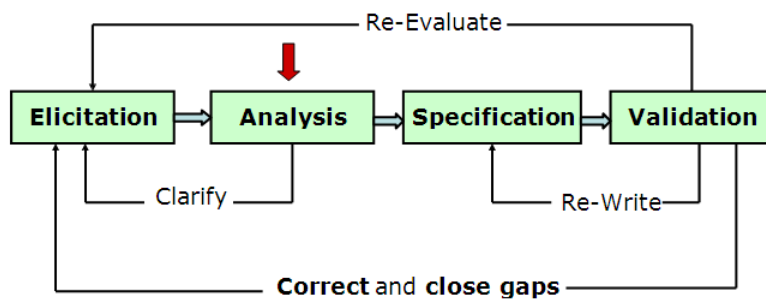 Re-Evaluate
Elicitation Analysis Specification Validation
Clarify
Re-Write
Correct and close gaps